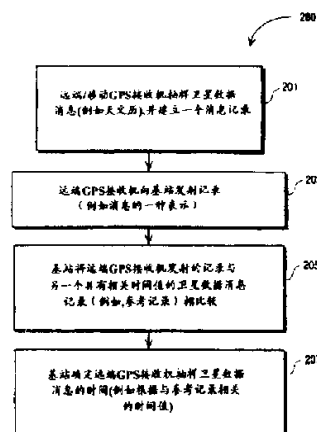 200
远端/移动GPS接收机抽样卫星数据
消息(例如天文历),并建立一个消息记录
201
远端GPS接收机向基站发射记录
(例如消息的一种表示)
203
基站将远端GPS接收机发射的记录与
另一个具有相关时间值的卫星数据消息
记录(例如,参考记录)相比较
205
基站确定远端GPS接收机抽样卫星数据
消息的时间(例如根据与参考记录相关
的时间值)
207